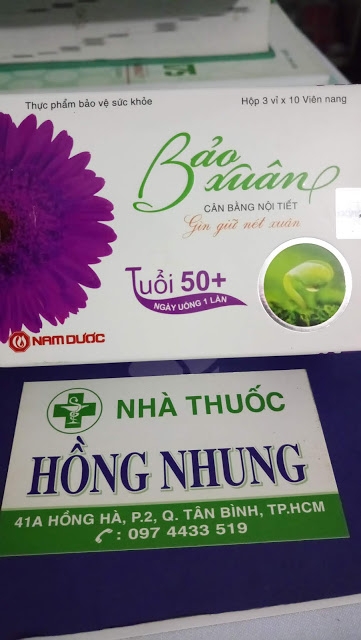 Thực phẩm bảo vệ sức khỏe
Hộp 3 vỉ x 10 Viên nang
Bảo
xuân
CÂN BẰNG NỘI TIẾT
Gìn giữ nét xuân
Tuổi 50+
NGÀY UỐNG 1 LẦN
NAM DƯỢC
NHÀ THUỐC
HỒNG NHUNG
41A HỒNG HÀ, P.2, Q. TÂN BÌNH, TP.HCM
: 097 4433 519